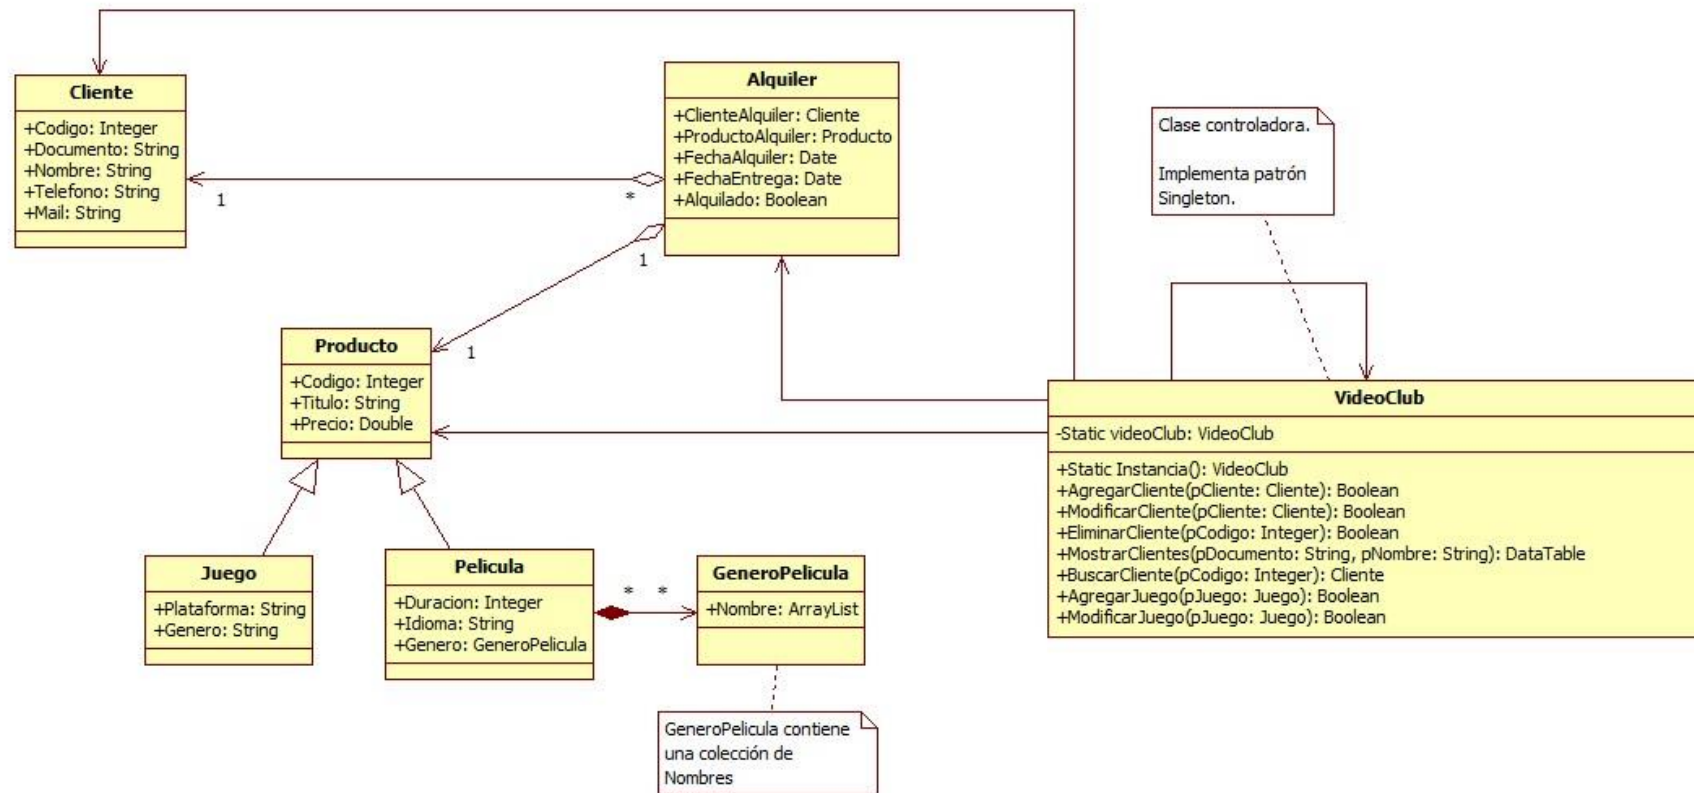 Cliente
+Codigo: Integer
+Documento: String
+Nombre: String
+Telefono: String
+Mail: String
1
*
Alquiler
+ClienteAlquiler: Cliente
+ProductoAlquiler: Producto
+FechaAlquiler: Date
+FechaEntrega: Date
+Alquilado: Boolean
1
1
Clase controladora.
Implementa patrón
Singleton.
Producto
+Codigo: Integer
+Titulo: String
+Precio: Double
VideoClub
-Static videoClub: VideoClub
+Static Instancia(): VideoClub
+AgregarCliente(pCliente: Cliente): Boolean
+ModificarCliente(pCliente: Cliente): Boolean
+EliminarCliente(pCodigo: Integer): Boolean
+MostrarClientes(pDocumento: String, pNombre: String): DataTable
+BuscarCliente(pCodigo: Integer): Cliente
+AgregarJuego(pJuego: Juego): Boolean
+ModificarJuego(pJuego: Juego): Boolean
Juego
+Plataforma: String
+Genero: String
Pelicula
+Duracion: Integer
+Idioma: String
+Genero: GeneroPelicula
* *
GeneroPelicula
+Nombre: ArrayList
GeneroPelicula contiene
una colección de
Nombres